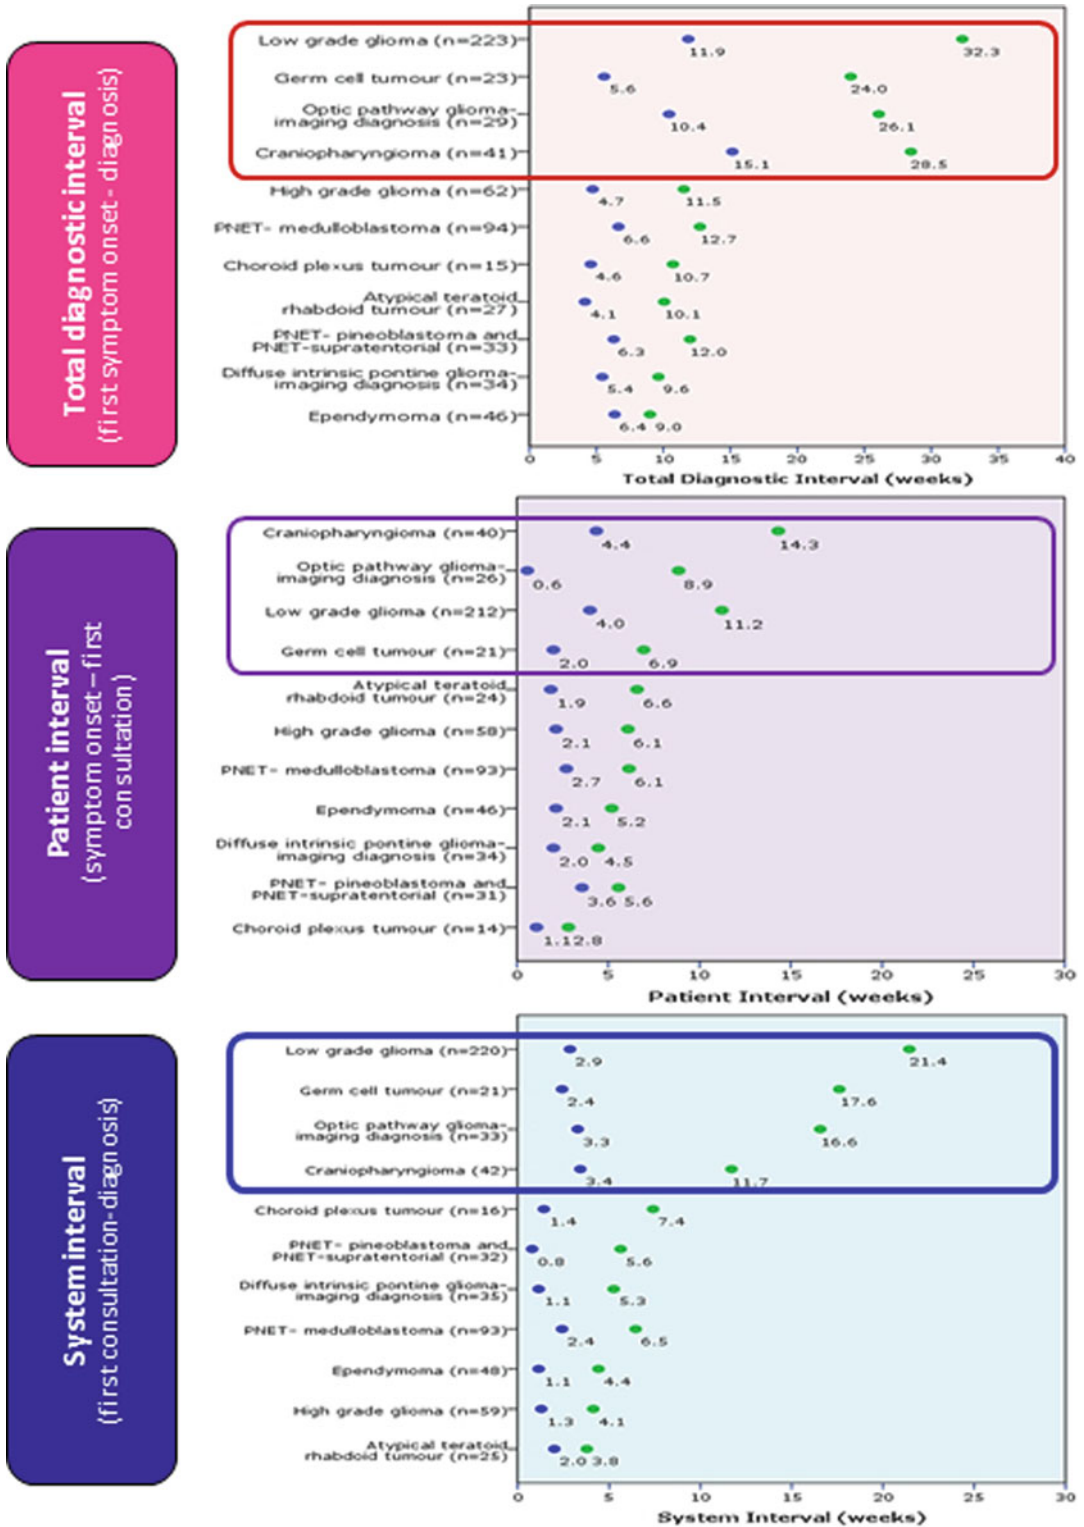 Total diagnostic interval
(first symptom onset - diagnosis)
Low grade glioma (n=223)
11.9
32.3
Germ cell tumour (n=23)
5.6
24.0
Optic pathway glioma-
imaging diagnosis (n=29)
10.4
26.1
Craniopharyngioma (n=41)
15.1
28.5
High grade glioma (n=62)
4.7
11.5
PNET- medulloblastoma (n=94)
6.6
12.7
Choroid plexus tumour (n=15)
4.6
10.7
Atypical teratoid
rhabdoid tumour (n=27)
4.1
10.1
PNET- pineoblastoma and
PNET-supratentorial (n=33)
6.3
12.0
Diffuse intrinsic pontine glioma-
imaging diagnosis (n=34)
5.4
9.6
Ependymoma (n=46)
6.4
9.0
0 5 10 15 20 25 30 35 40
Total Diagnostic Interval (weeks)
Patient interval
(symptom onset – first
consultation)
Craniopharyngioma (n=40)
4.4
14.3
Optic pathway glioma-
imaging diagnosis (n=26)
0.6
8.9
Low grade glioma (n=212)
4.0
11.2
Germ cell tumour (n=21)
2.0
6.9
Atypical teratoid
rhabdoid tumour (n=24)
1.9
6.6
High grade glioma (n=58)
2.1
6.1
PNET- medulloblastoma (n=93)
2.7
6.1
Ependymoma (n=46)
2.1
5.2
Diffuse intrinsic pontine glioma-
imaging diagnosis (n=34)
2.0
4.5
PNET- pineoblastoma and
PNET-supratentorial (n=31)
3.6
5.6
Choroid plexus tumour (n=14)
1.1
2.8
0 5 10 15 20 25 30
Patient Interval (weeks)
System interval
(first consultation-diagnosis)
Low grade glioma (n=220)
2.9
21.4
Germ cell tumour (n=21)
2.4
17.6
Optic pathway glioma-
imaging diagnosis (n=33)
3.3
16.6
Craniopharyngioma (42)
3.4
11.7
Choroid plexus tumour (n=16)
1.4
7.4
PNET- pineoblastoma and
PNET-supratentorial (n=32)
0.8
5.6
Diffuse intrinsic pontine glioma-
imaging diagnosis (n=35)
1.1
5.3
PNET- medulloblastoma (n=93)
2.4
6.5
Ependymoma (n=48)
1.1
4.4
High grade glioma (n=59)
1.3
4.1
Atypical teratoid
rhabdoid tumour (n=25)
2.0
3.8
0 5 10 15 20 25 30
System Interval (weeks)